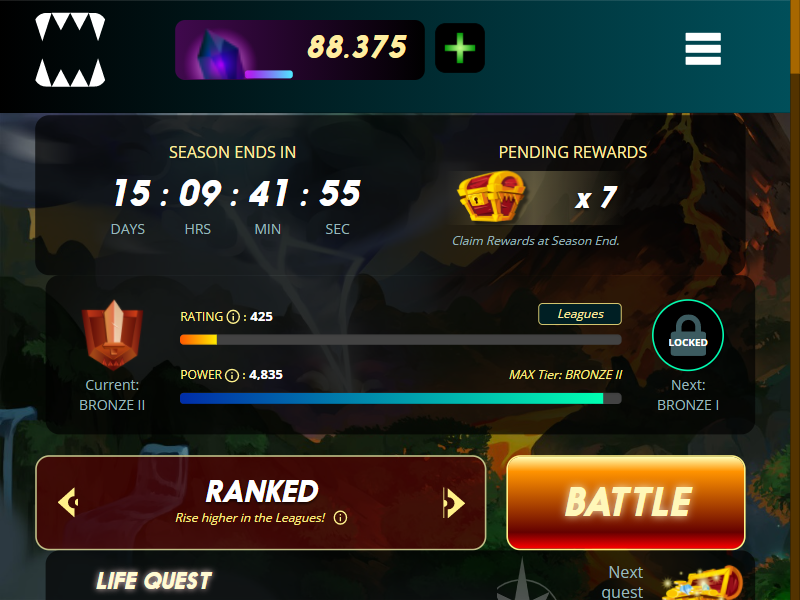 88.375
SEASON ENDS IN
15 : 09 : 41 : 55
DAYS HRS MIN SEC
PENDING REWARDS
x 7
Claim Rewards at Season End.
Current:
BRONZE II
RATING i : 425
Leagues
POWER i : 4,835
MAX Tier: BRONZE II
LOCKED
Next:
BRONZE I
RANKED
Rise higher in the Leagues! i
BATTLE
LIFE QUEST
Next
quest